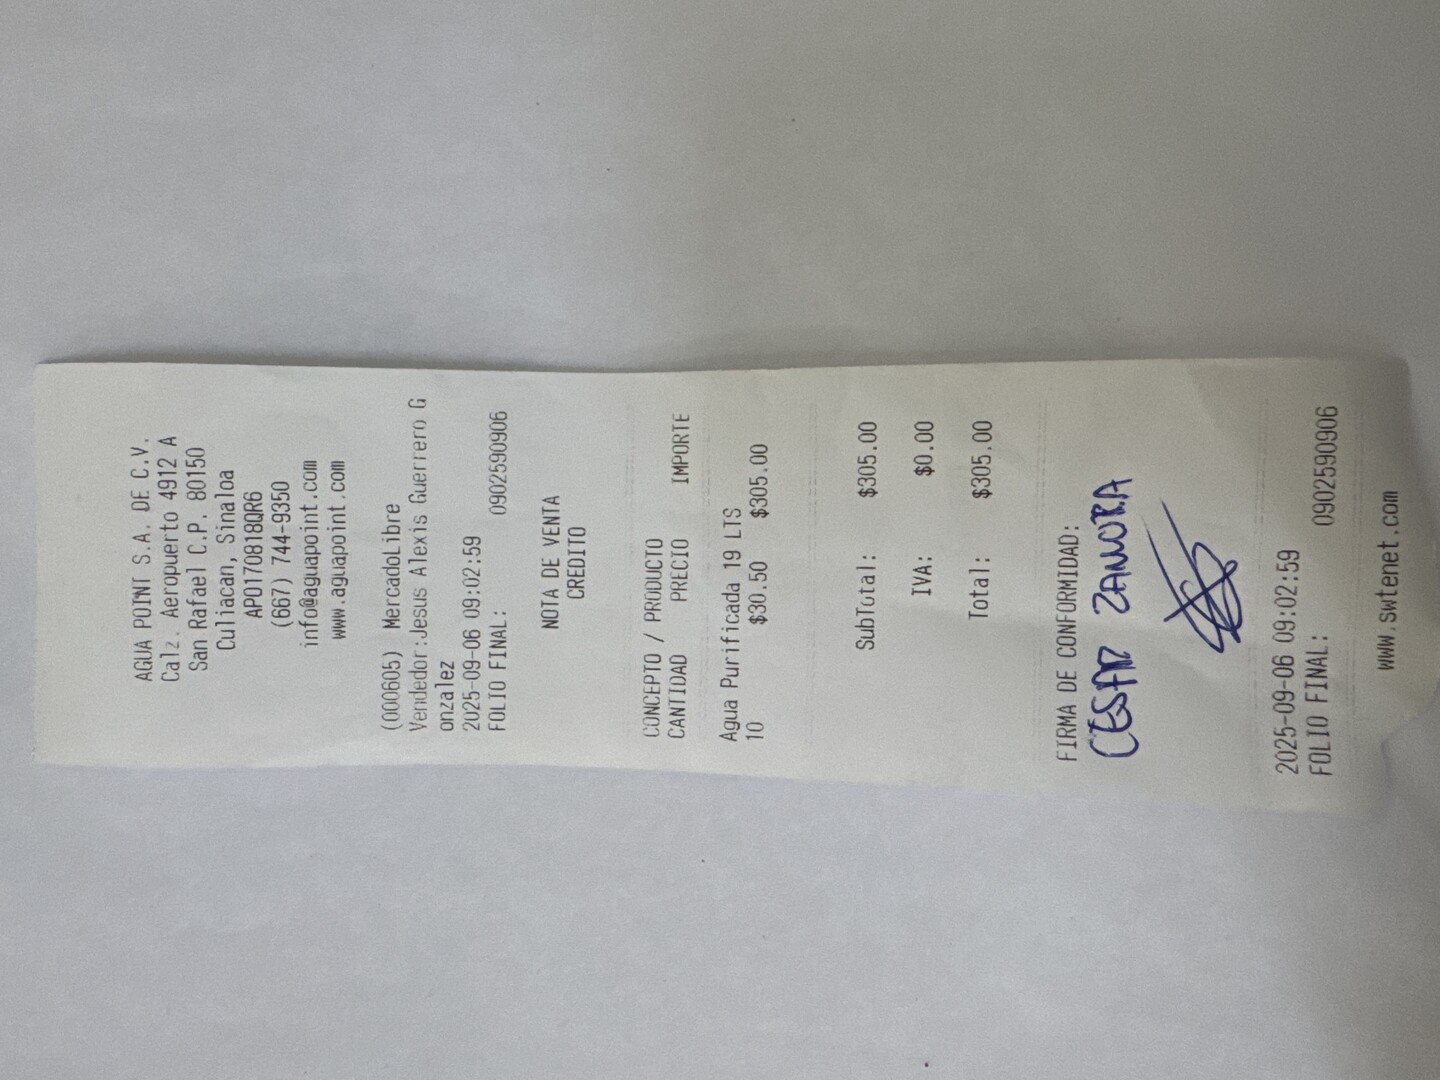 AGUA POINT S.A. DE C.V.
Calz. Aeropuerto 4912 A
San Rafael C.P. 80150
Culiacan, Sinaloa
APO170818QR6
(667) 744-9350
info@aguapoint.com
www.aguapoint.com
(000605) MercadoLibre
Vendedor:Jesus Alexis Guerrero G
onzalez
2025-09-06 09:02:59
FOLIO FINAL: 0902590906
NOTA DE VENTA
CREDITO
CONCEPTO / PRODUCTO
CANTIDAD PRECIO IMPORTE
Agua Purificada 19 LTS
10 $30.50 $305.00
SubTotal: $305.00
IVA: $0.00
Total: $305.00
FIRMA DE CONFORMIDAD:
CESAR ZAMORA
2025-09-06 09:02:59
FOLIO FINAL: 0902590906
www.swtenet.com